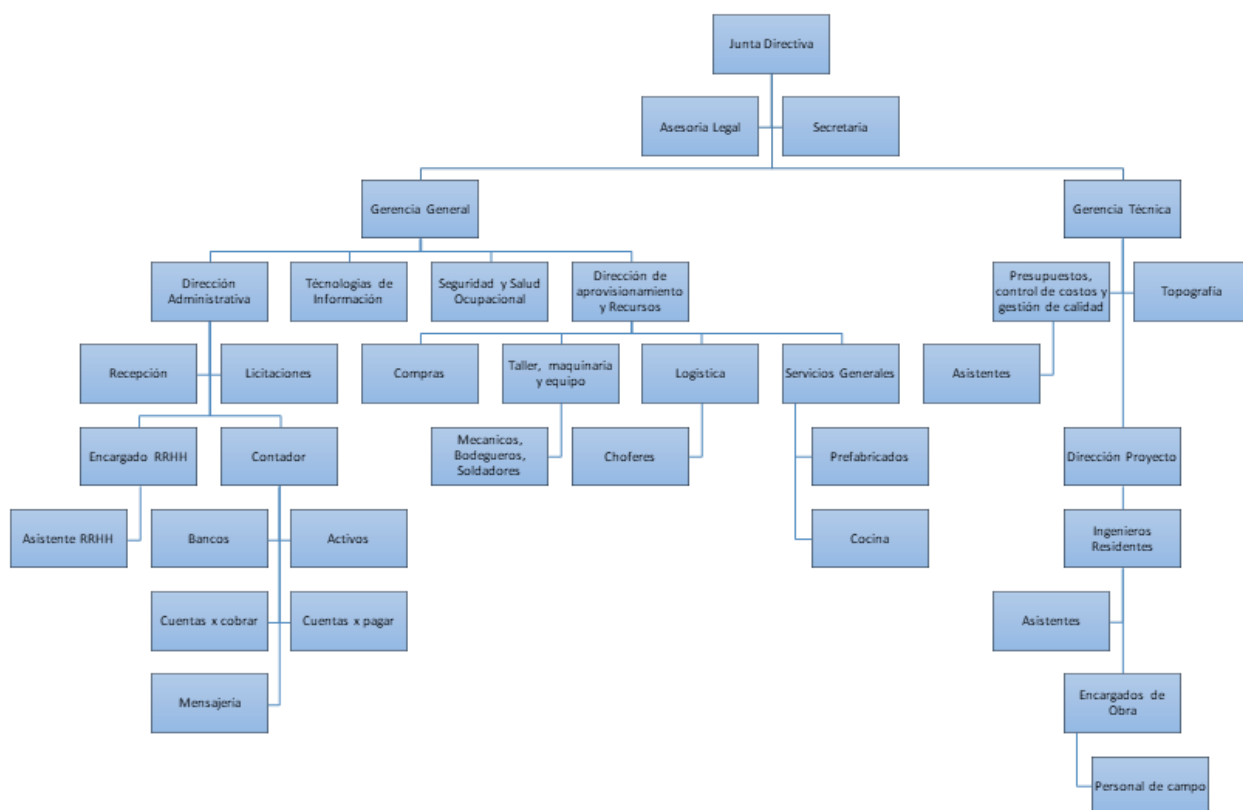 Junta Directiva
Asesoria Legal
Secretaria
Gerencia General
Gerencia Técnica
Dirección
Administrativa
Técnologias de
Información
Seguridad y Salud
Ocupacional
Dirección de
aprovisionamiento
y Recursos
Presupuestos,
control de costos y
gestión de calidad
Topografía
Recepción
Licitaciones
Compras
Taller, maquinaria
y equipo
Logistica
Servicios Generales
Asistentes
Encargado RRHH
Contador
Mecanicos,
Bodegueros,
Soldadores
Choferes
Prefabricados
Dirección Proyecto
Asistente RRHH
Bancos
Activos
Cocina
Ingenieros
Residentes
Cuentas x cobrar
Cuentas x pagar
Asistentes
Mensajería
Encargados de
Obra
Personal de campo